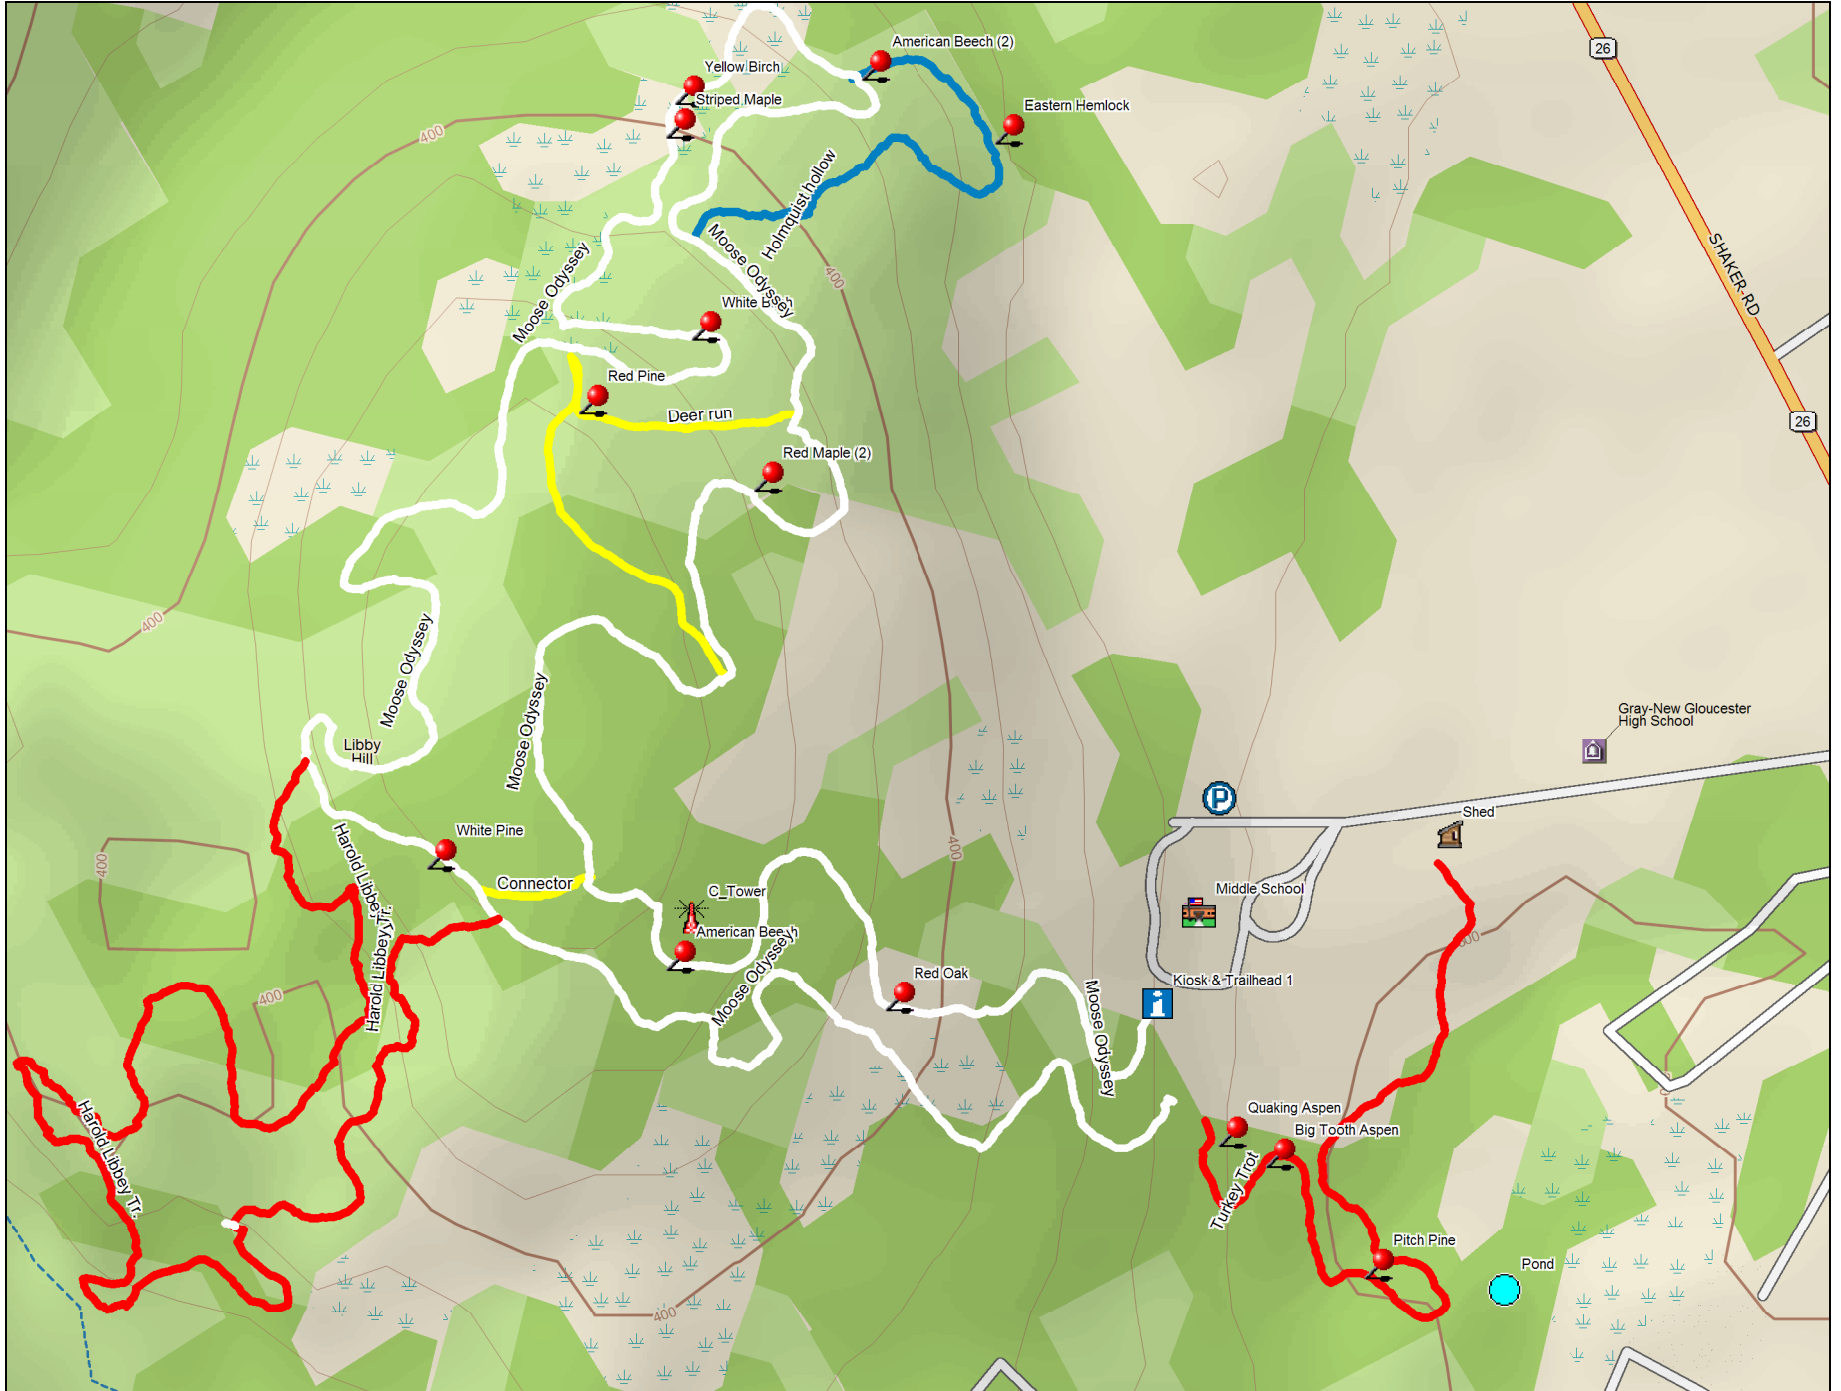 American Beech (2)
26
Yellow Birch
Striped Maple
Eastern Hemlock
400
Holmquist hollow
Moose Odyssey
Moose Odyssey
SHAKER RD
400
White Birch
Red Pine
Deer run
26
Red Maple (2)
400
Moose Odyssey
Moose Odyssey
Gray-New Gloucester
High School
Libby
Hill
Shed
White Pine
Harold Libbey Tr.
400
400
Connector
C_Tower
Middle School
American Beech
Harold Libbey Tr.
Moose Odyssey
Red Oak
Kiosk & Trailhead 1
400
Moose Odyssey
Harold Libbey Tr.
Quaking Aspen
Big Tooth Aspen
Turkey Trot
Pitch Pine
Pond
400